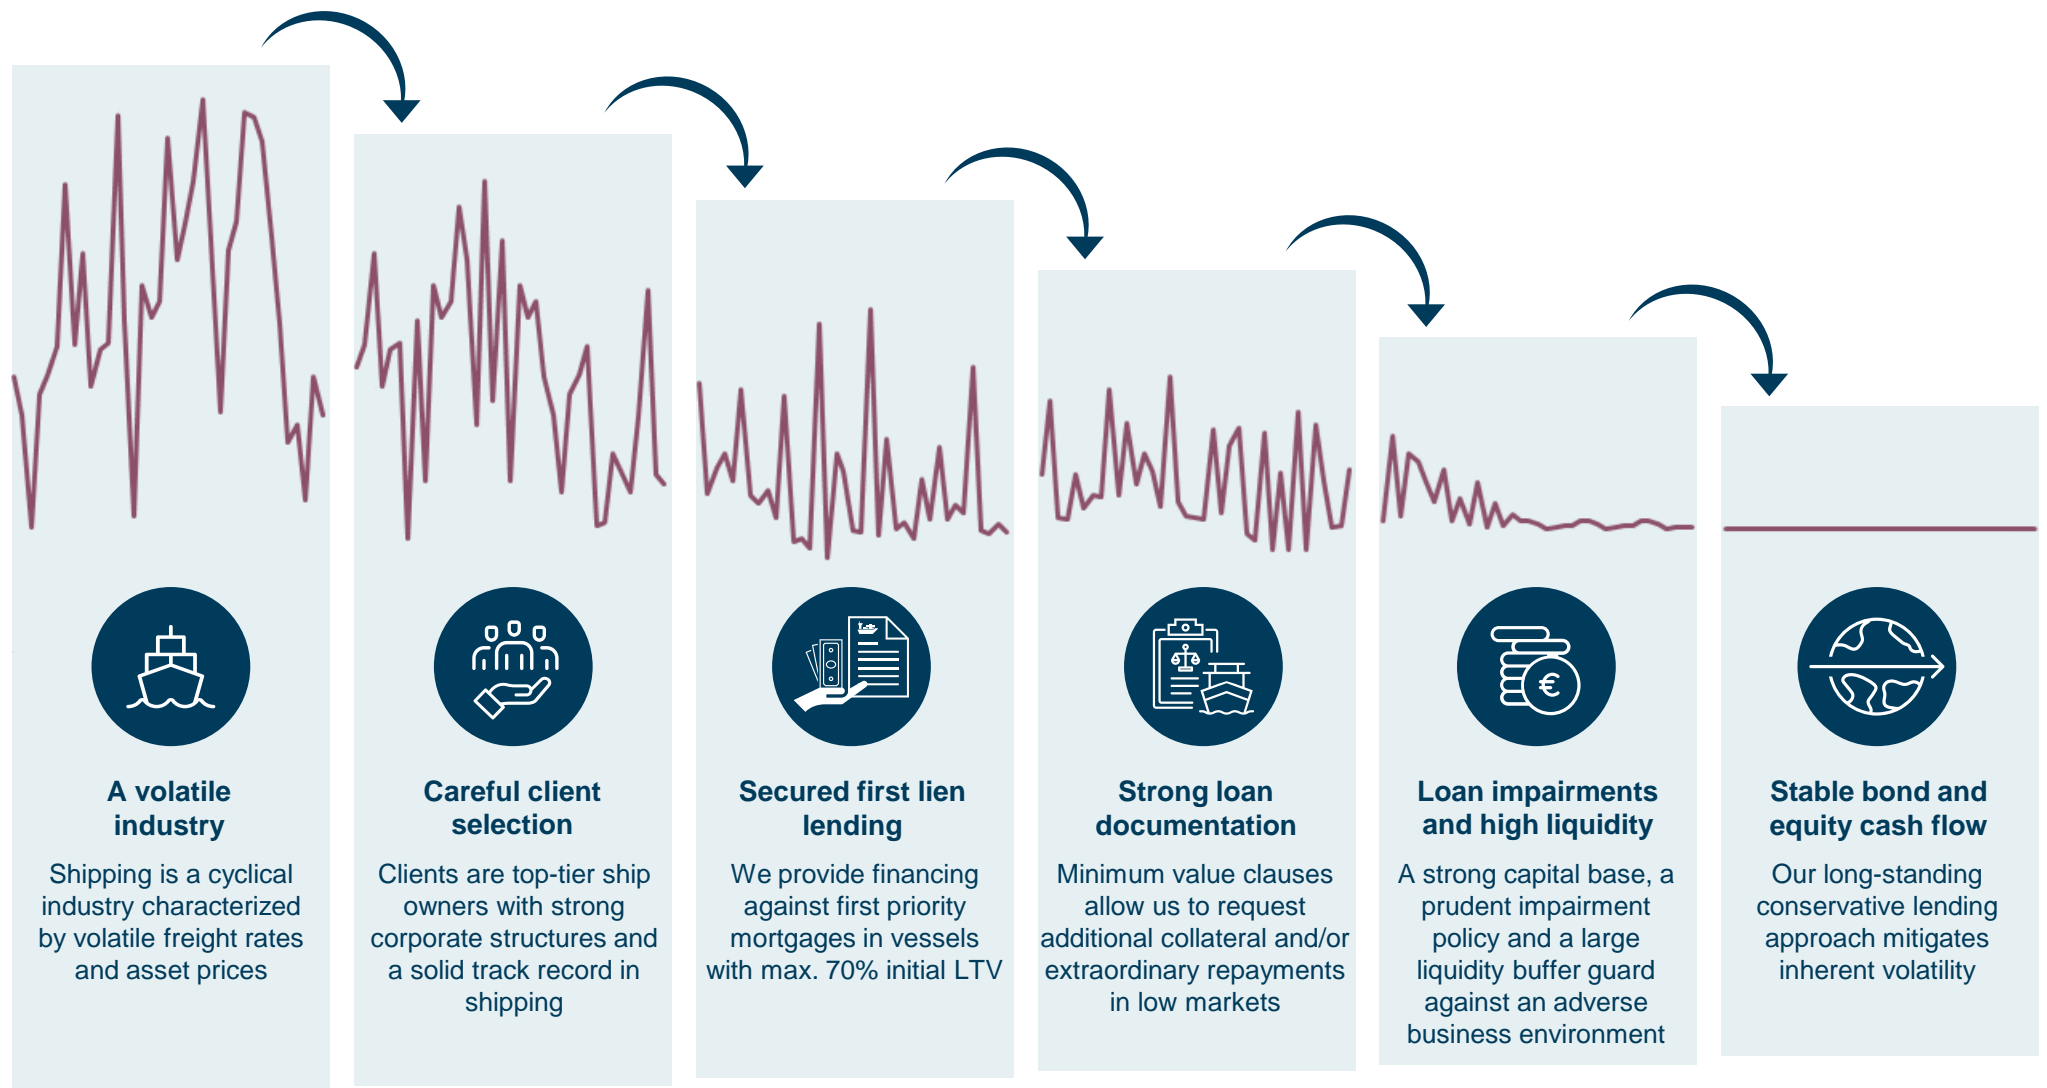 A volatile
industry
Shipping is a cyclical
industry characterized
by volatile freight rates
and asset prices
Careful client
selection
Clients are top-tier ship
owners with strong
corporate structures and
a solid track record in
shipping
Secured first lien
lending
We provide financing
against first priority
mortgages in vessels
with max. 70% initial LTV
Strong loan
documentation
Minimum value clauses
allow us to request
additional collateral and/or
extraordinary repayments
in low markets
€
Loan impairments
and high liquidity
A strong capital base, a
prudent impairment
policy and a large
liquidity buffer guard
against an adverse
business environment
Stable bond and
equity cash flow
Our long-standing
conservative lending
approach mitigates
inherent volatility